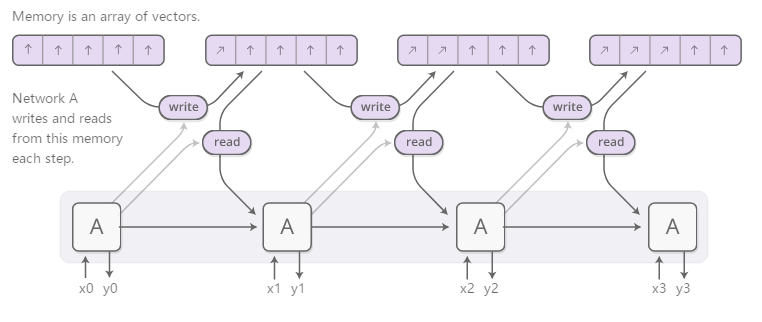 Memory is an array of vectors.
Network A
writes and reads
from this memory
each step.
write
write
write
read
read
read
A
A
A
A
x0 y0
x1 y1
x2 y2
x3 y3